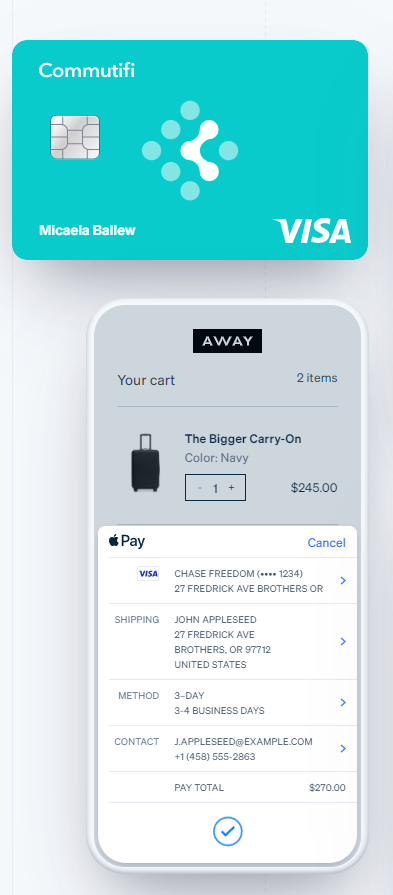 Commutifi
Micaela Ballew
VISA
AWAY
Your cart 2 items
The Bigger Carry-On
Color: Navy
- 1 + $245.00
Pay Cancel
VISA CHASE FREEDOM (•••• 1234)
27 FREDRICK AVE BROTHERS OR
SHIPPING JOHN APPLESEED
27 FREDRICK AVE
BROTHERS, OR 97712
UNITED STATES
METHOD 3–DAY
3-4 BUSINESS DAYS
CONTACT J.APPLESEED@EXAMPLE.COM
+1 (458) 555-2863
PAY TOTAL $270.00